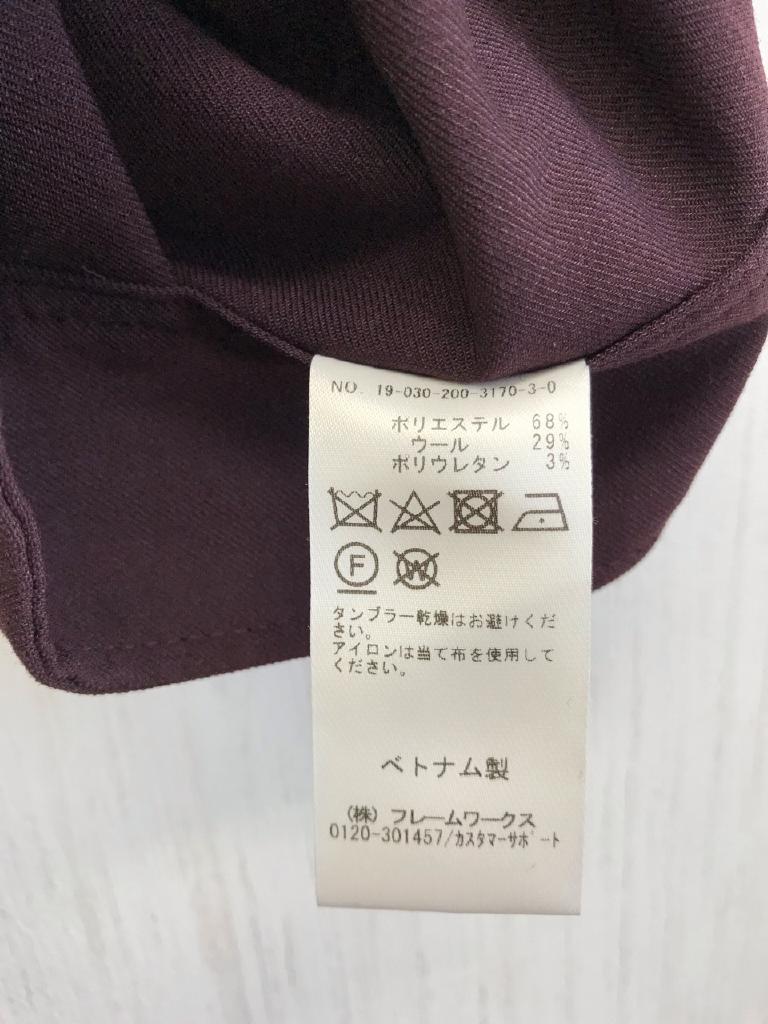 NO. 19-030-200-3170-3-0
ポリエステル 68%
ウール 29%
ポリウレタン 3%
F
W
タンブラー乾燥はお避けくだ
さい。
アイロンは当て布を使用して
ください。
ベトナム製
(株) フレームワークス
0120-301457/カスタマーサポート